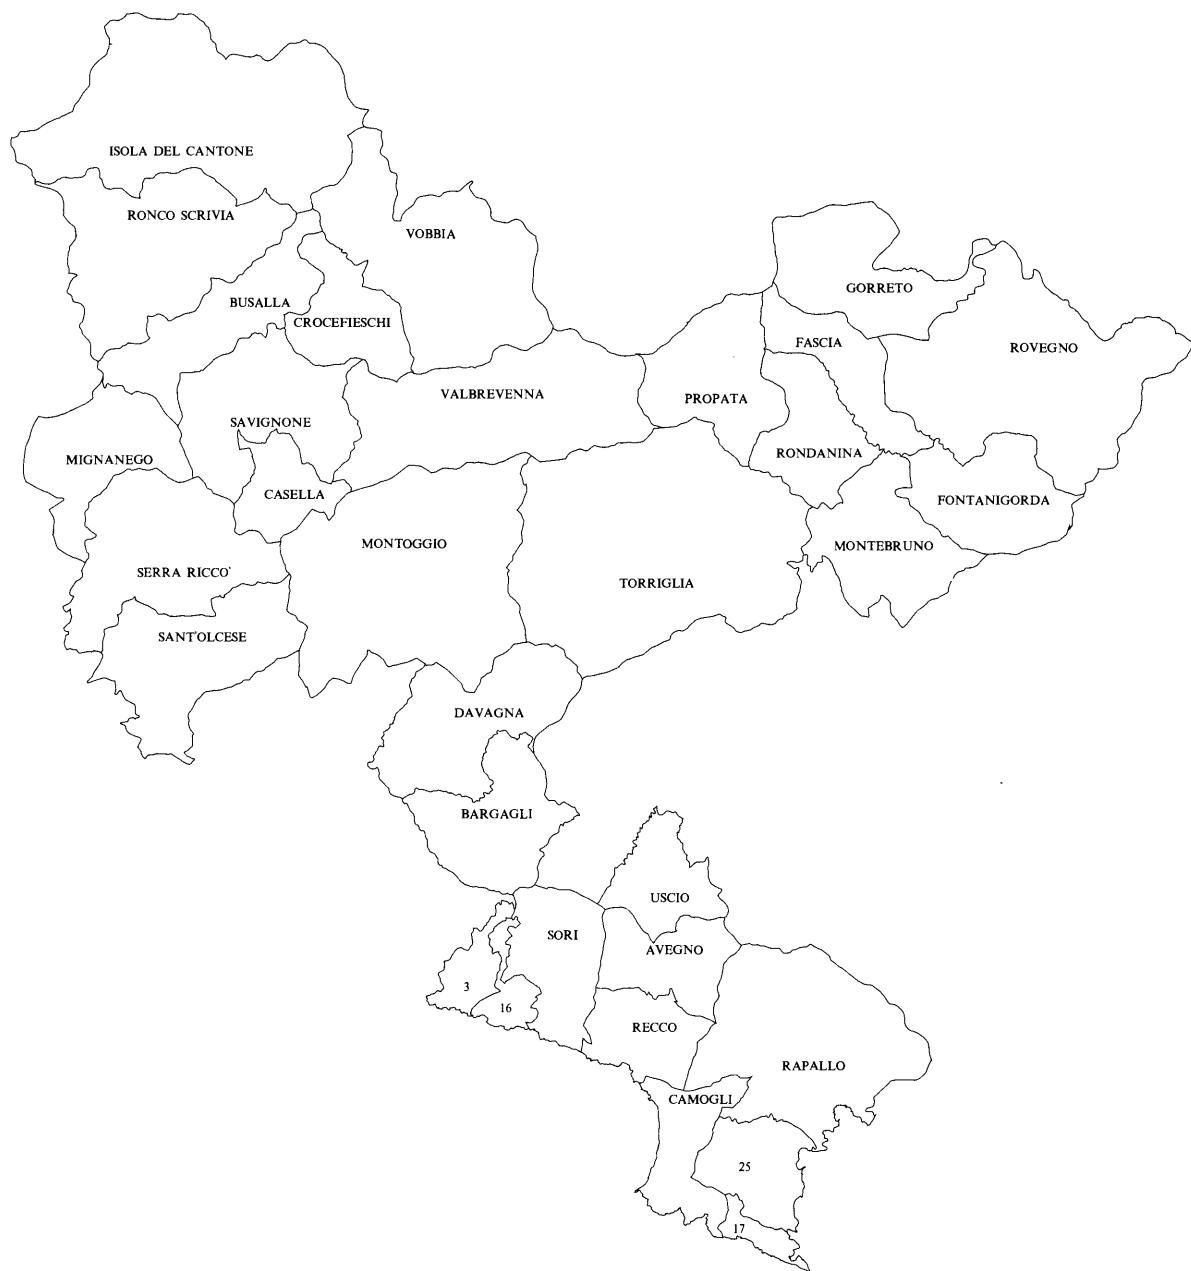 ISOLA DEL CANTONE
RONCO SCRIVIA
VOBBIA
GORRETO
BUSALLA
CROCEFIESCHI
FASCIA
ROVEGNO
VALBREVENNA
PROPATA
SAVIGNONE
RONDANINA
MIGNANEGO
CASELLA
FONTANIGORDA
MONTOGGIO
MONTEBRUNO
SERRA RICCO'
TORRIGLIA
SANT'OLCESE
DAVAGNA
BARGAGLI
USCIO
SORI
AVEGNO
3
16
RECCO
RAPALLO
CAMOGLI
25
17